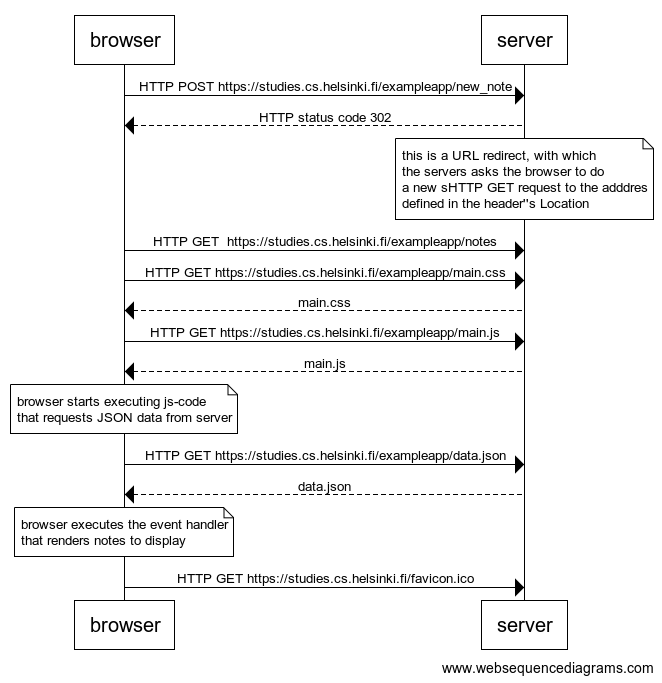 browser
server
HTTP POST https://studies.cs.helsinki.fi/exampleapp/new_note
HTTP status code 302
this is a URL redirect, with which
the servers asks the browser to do
a new sHTTP GET request to the adddres
defined in the header"s Location
HTTP GET  https://studies.cs.helsinki.fi/exampleapp/notes
HTTP GET https://studies.cs.helsinki.fi/exampleapp/main.css
main.css
HTTP GET https://studies.cs.helsinki.fi/exampleapp/main.js
main.js
browser starts executing js-code
that requests JSON data from server
HTTP GET https://studies.cs.helsinki.fi/exampleapp/data.json
data.json
browser executes the event handler
that renders notes to display
HTTP GET https://studies.cs.helsinki.fi/favicon.ico
browser
server
www.websequencediagrams.com